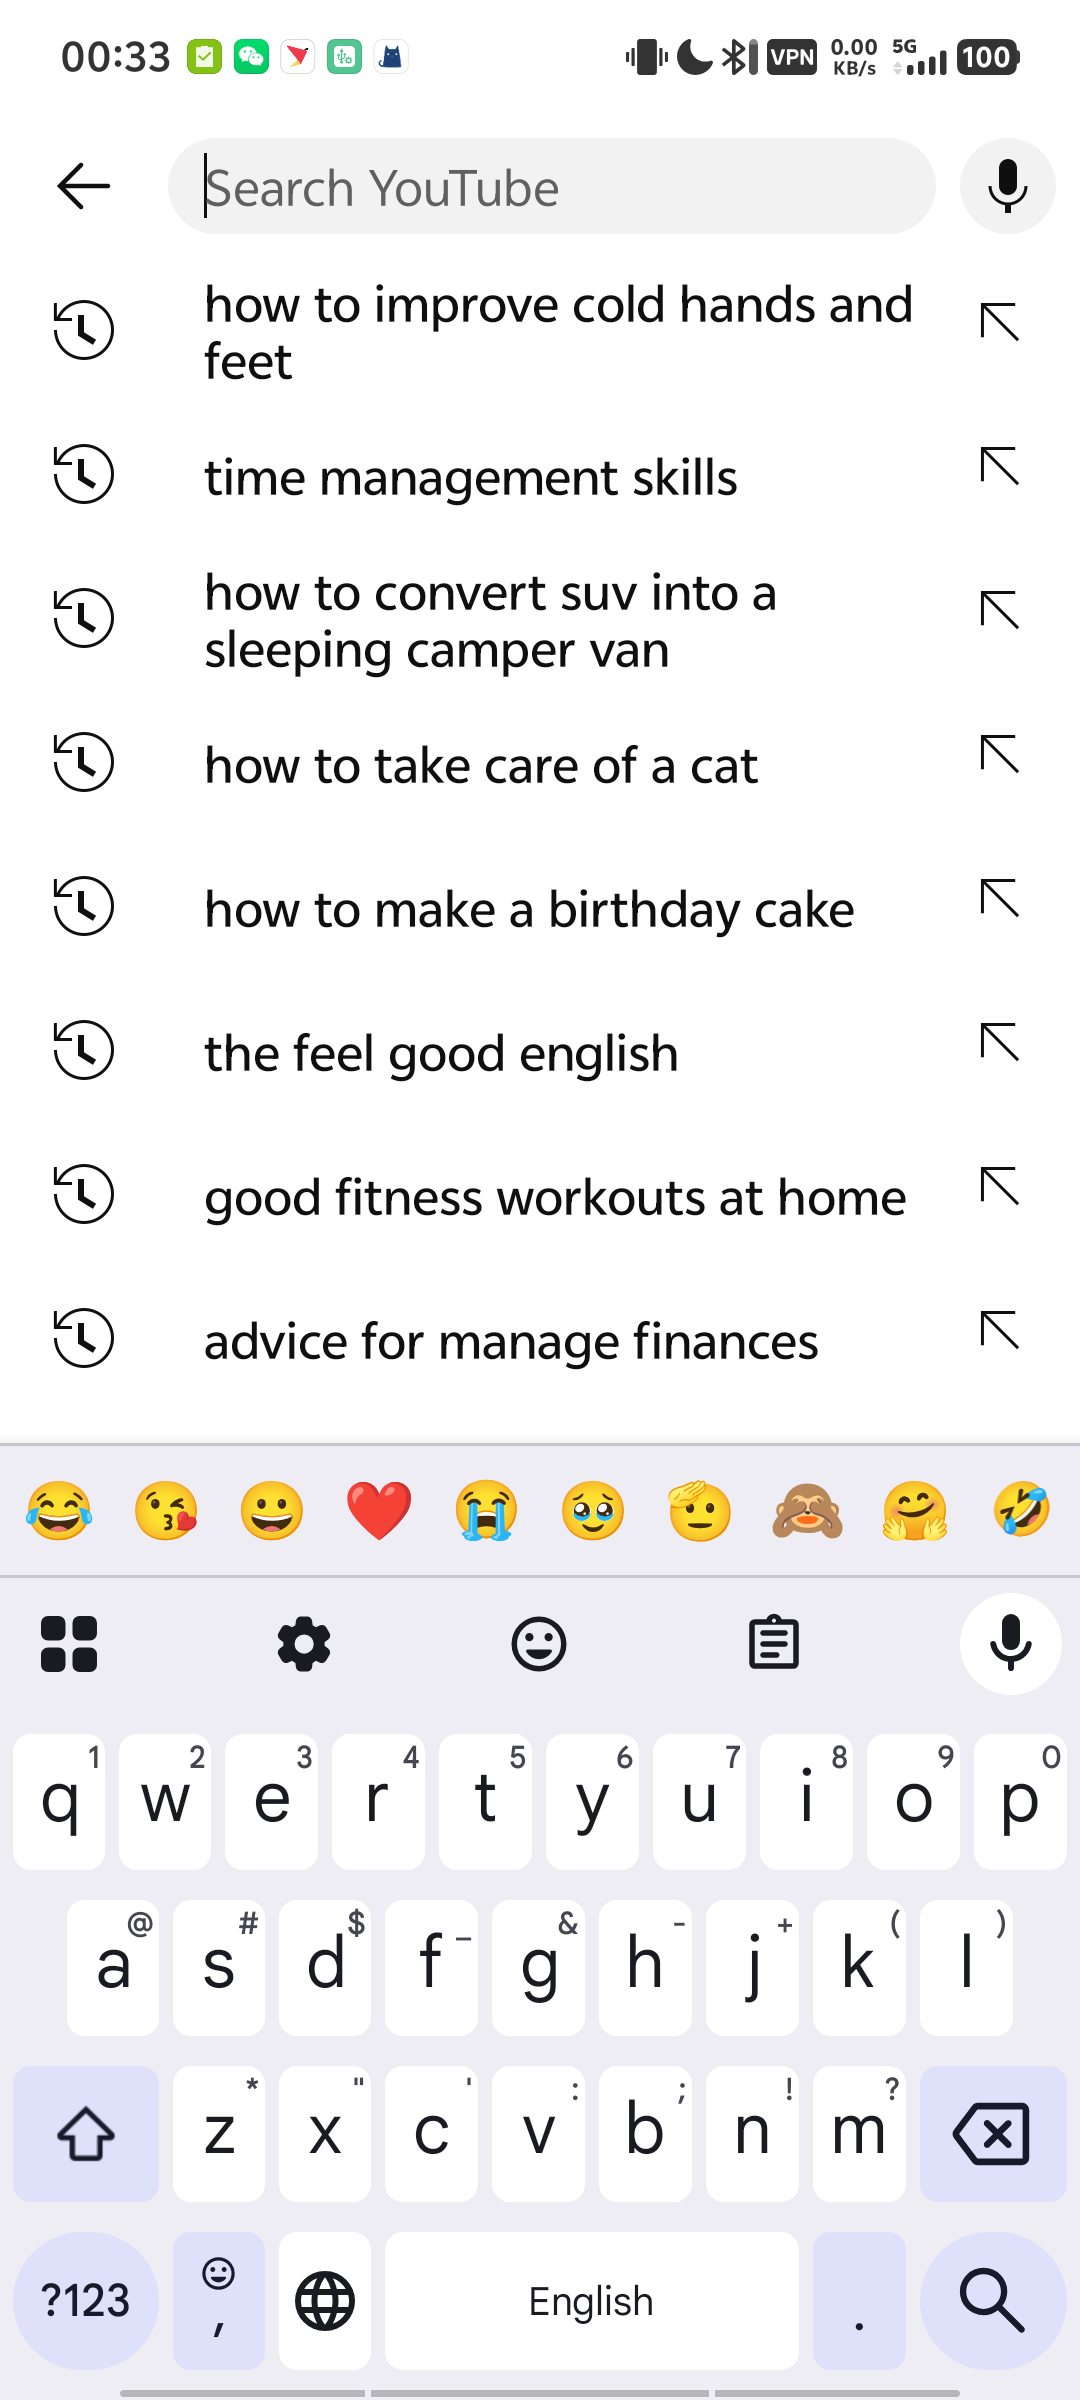 00:33
VPN
0.00
KB/s
5G
100
Search YouTube
how to improve cold hands and
feet
time management skills
how to convert suv into a
sleeping camper van
how to take care of a cat
how to make a birthday cake
the feel good english
good fitness workouts at home
advice for manage finances
1 2 3 4 5 6 7 8 9 0
q w e r t y u i o p
@ # $ _ & - + ( )
a s d f g h j k l
* " ' : ; ! ?
z x c v b n m
?123 , English .